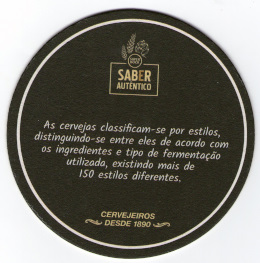 SABER
AUTÊNTICO
As cervejas classificam-se por estilos,
distinguindo-se entre eles de acordo com
os ingredientes e tipo de fermentação
utilizada, existindo mais de
150 estilos diferentes.
CERVEJEIROS
DESDE 1890